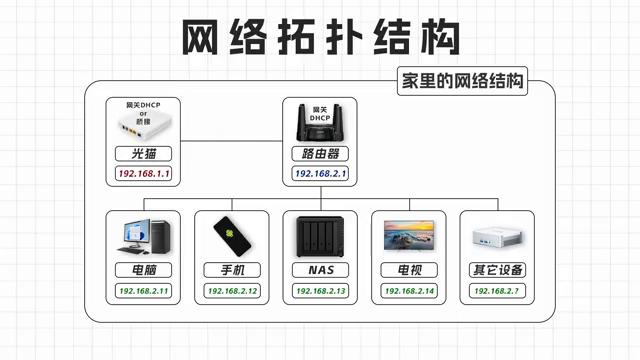 网络拓扑结构
家里的网络结构
网关DHCP
or
桥接
光猫
192.168.1.1
网关
DHCP
路由器
192.168.2.1
电脑
192.168.2.11
手机
192.168.2.12
NAS
192.168.2.13
电视
192.168.2.14
其它设备
192.168.2.?